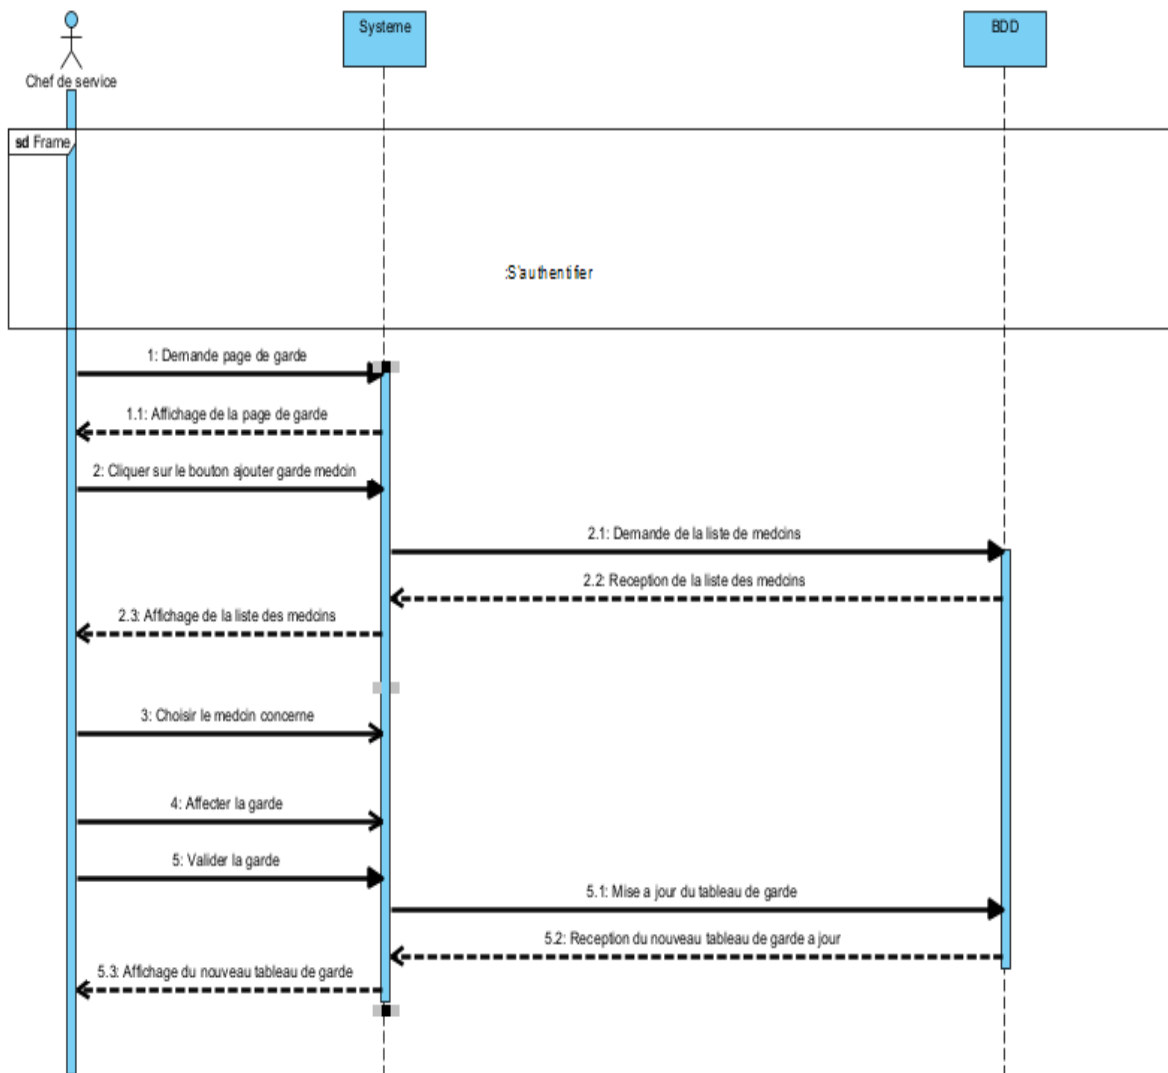 Systeme
BDD
Chef de service
sd Frame
:S'authentifier
1: Demande page de garde
1.1: Affichage de la page de garde
2: Cliquer sur le bouton ajouter garde medcin
2.1: Demande de la liste de medcins
2.2: Reception de la liste des medcins
2.3: Affichage de la liste des medcins
3: Choisir le medcin concerne
4: Affecter la garde
5: Valider la garde
5.1: Mise a jour du tableau de garde
5.2: Reception du nouveau tableau de garde a jour
5.3: Affichage du nouveau tableau de garde